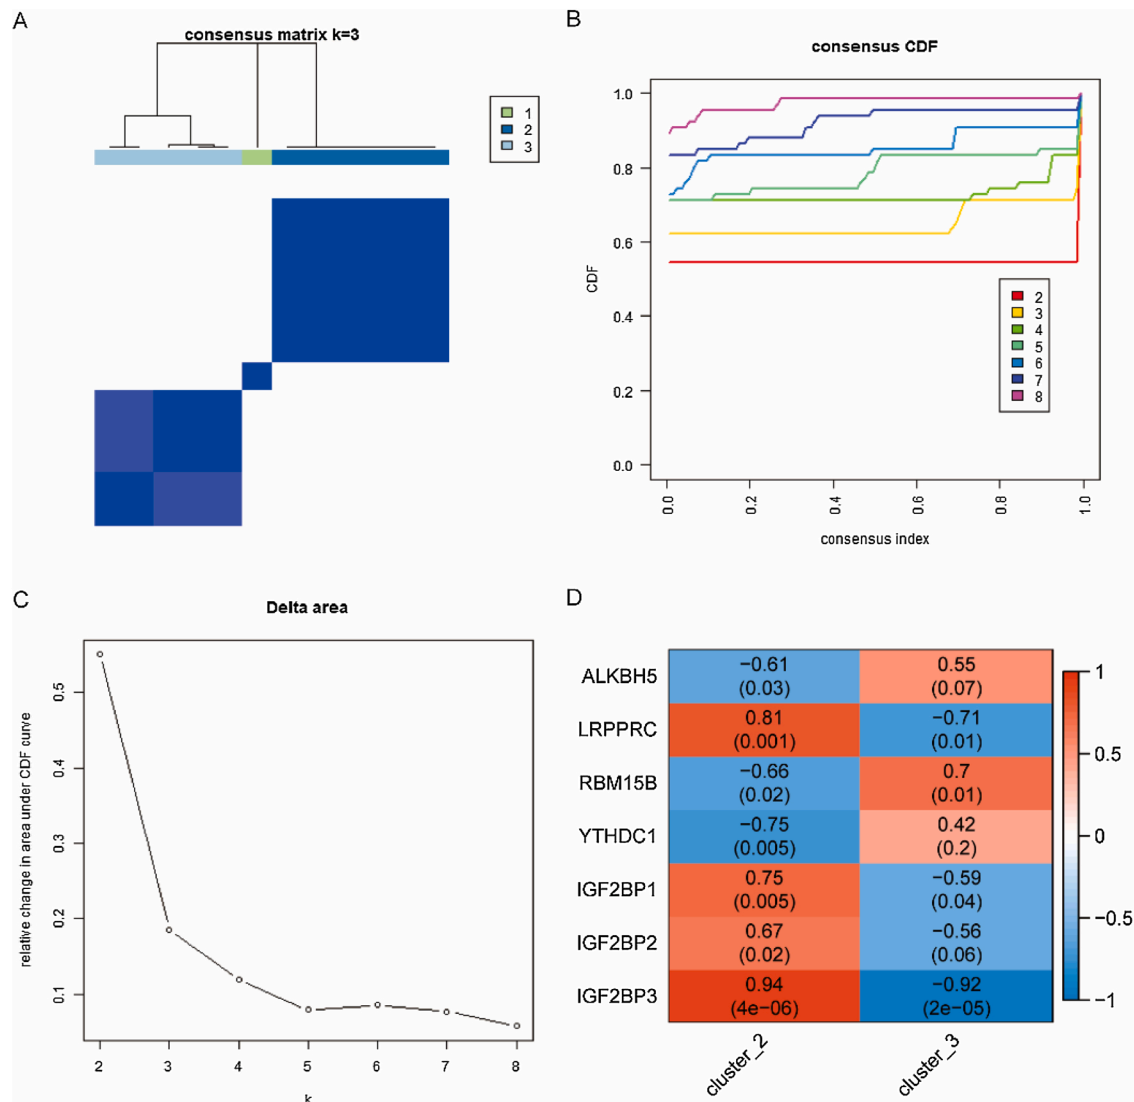 A
consensus matrix k=3
1
2
3
B
consensus CDF
CDF
1.0
0.8
0.6
0.4
0.2
0.0
0.0
0.2
0.4
0.6
0.8
1.0
consensus index
2
3
4
5
6
7
8
C
Delta area
relative change in area under CDF curve
0.5
0.4
0.3
0.2
0.1
2
3
4
5
6
7
8
k
D
ALKBH5
−0.61
(0.03)
0.55
(0.07)
LRPPRC
0.81
(0.001)
−0.71
(0.01)
RBM15B
−0.66
(0.02)
0.7
(0.01)
YTHDC1
−0.75
(0.005)
0.42
(0.2)
IGF2BP1
0.75
(0.005)
−0.59
(0.04)
IGF2BP2
0.67
(0.02)
−0.56
(0.06)
IGF2BP3
0.94
(4e−06)
−0.92
(2e−05)
cluster_2
cluster_3
1
0.5
0
−0.5
−1